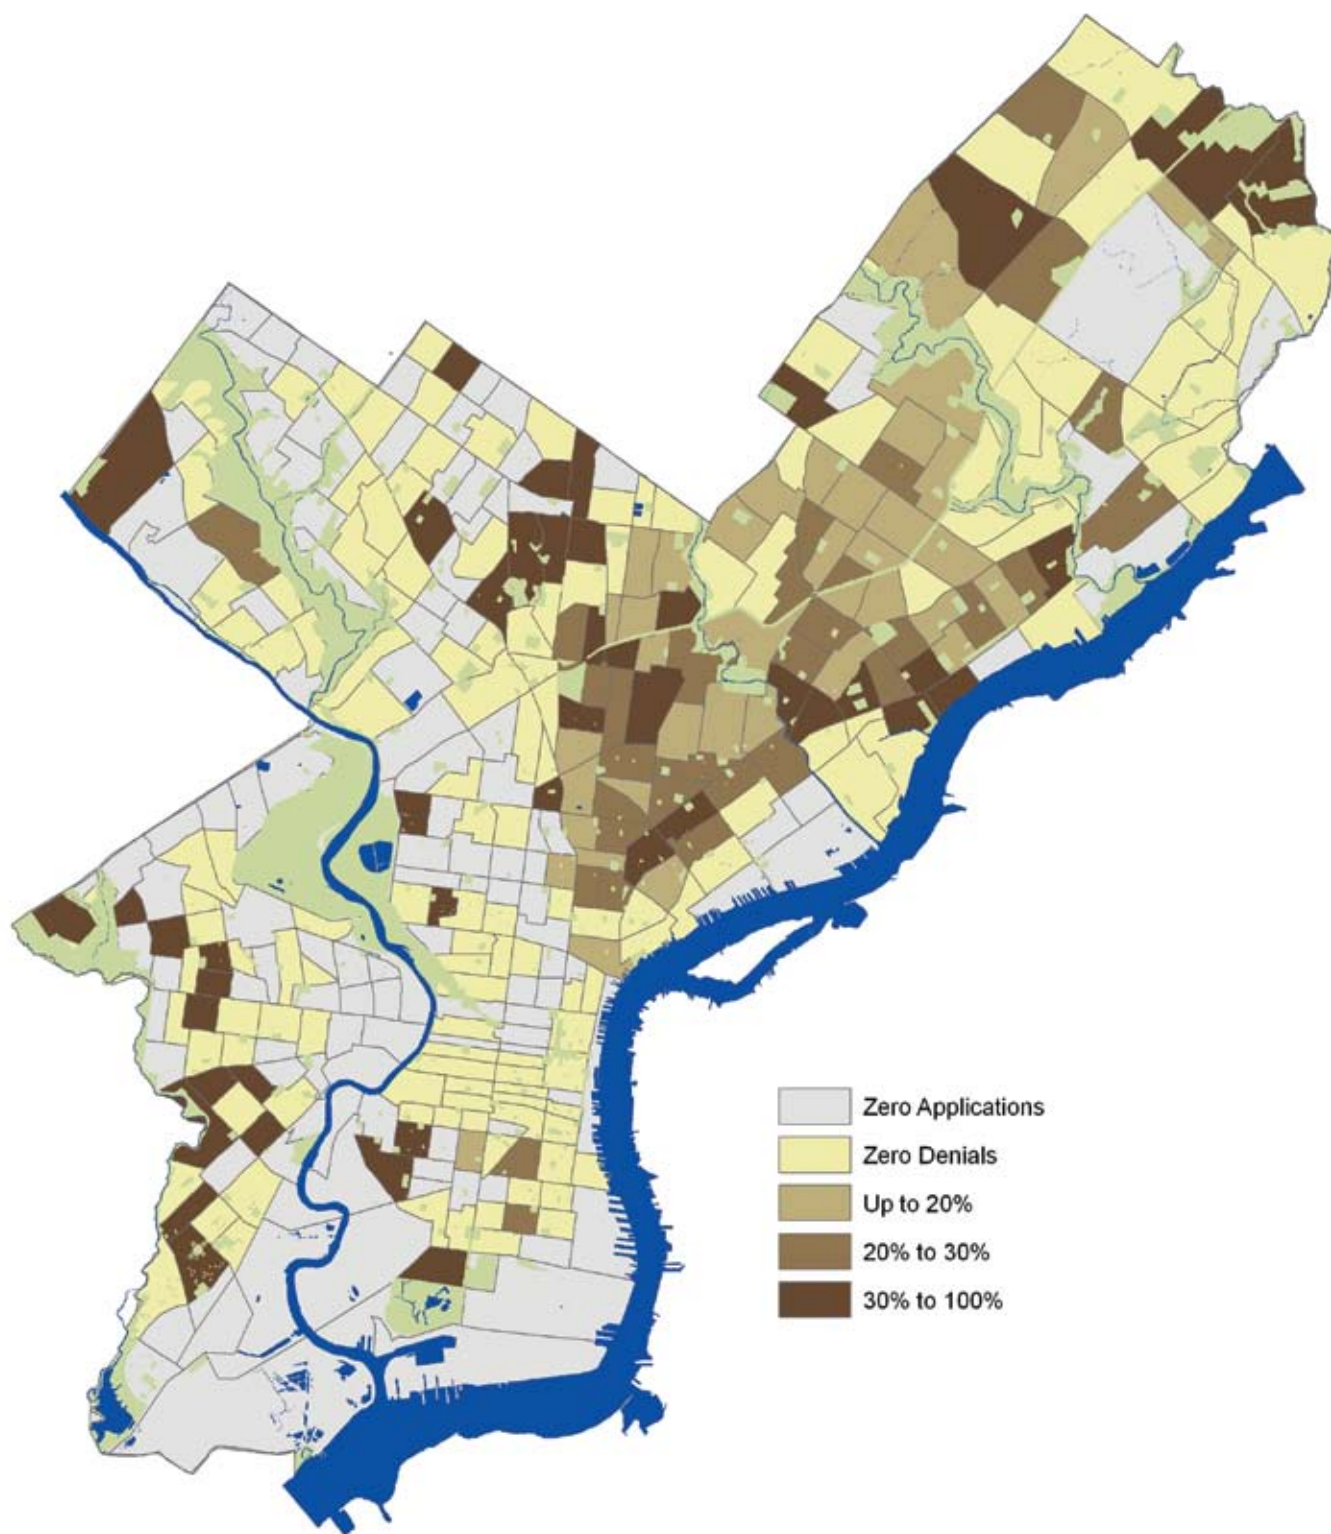 Zero Applications
Zero Denials
Up to 20%
20% to 30%
30% to 100%